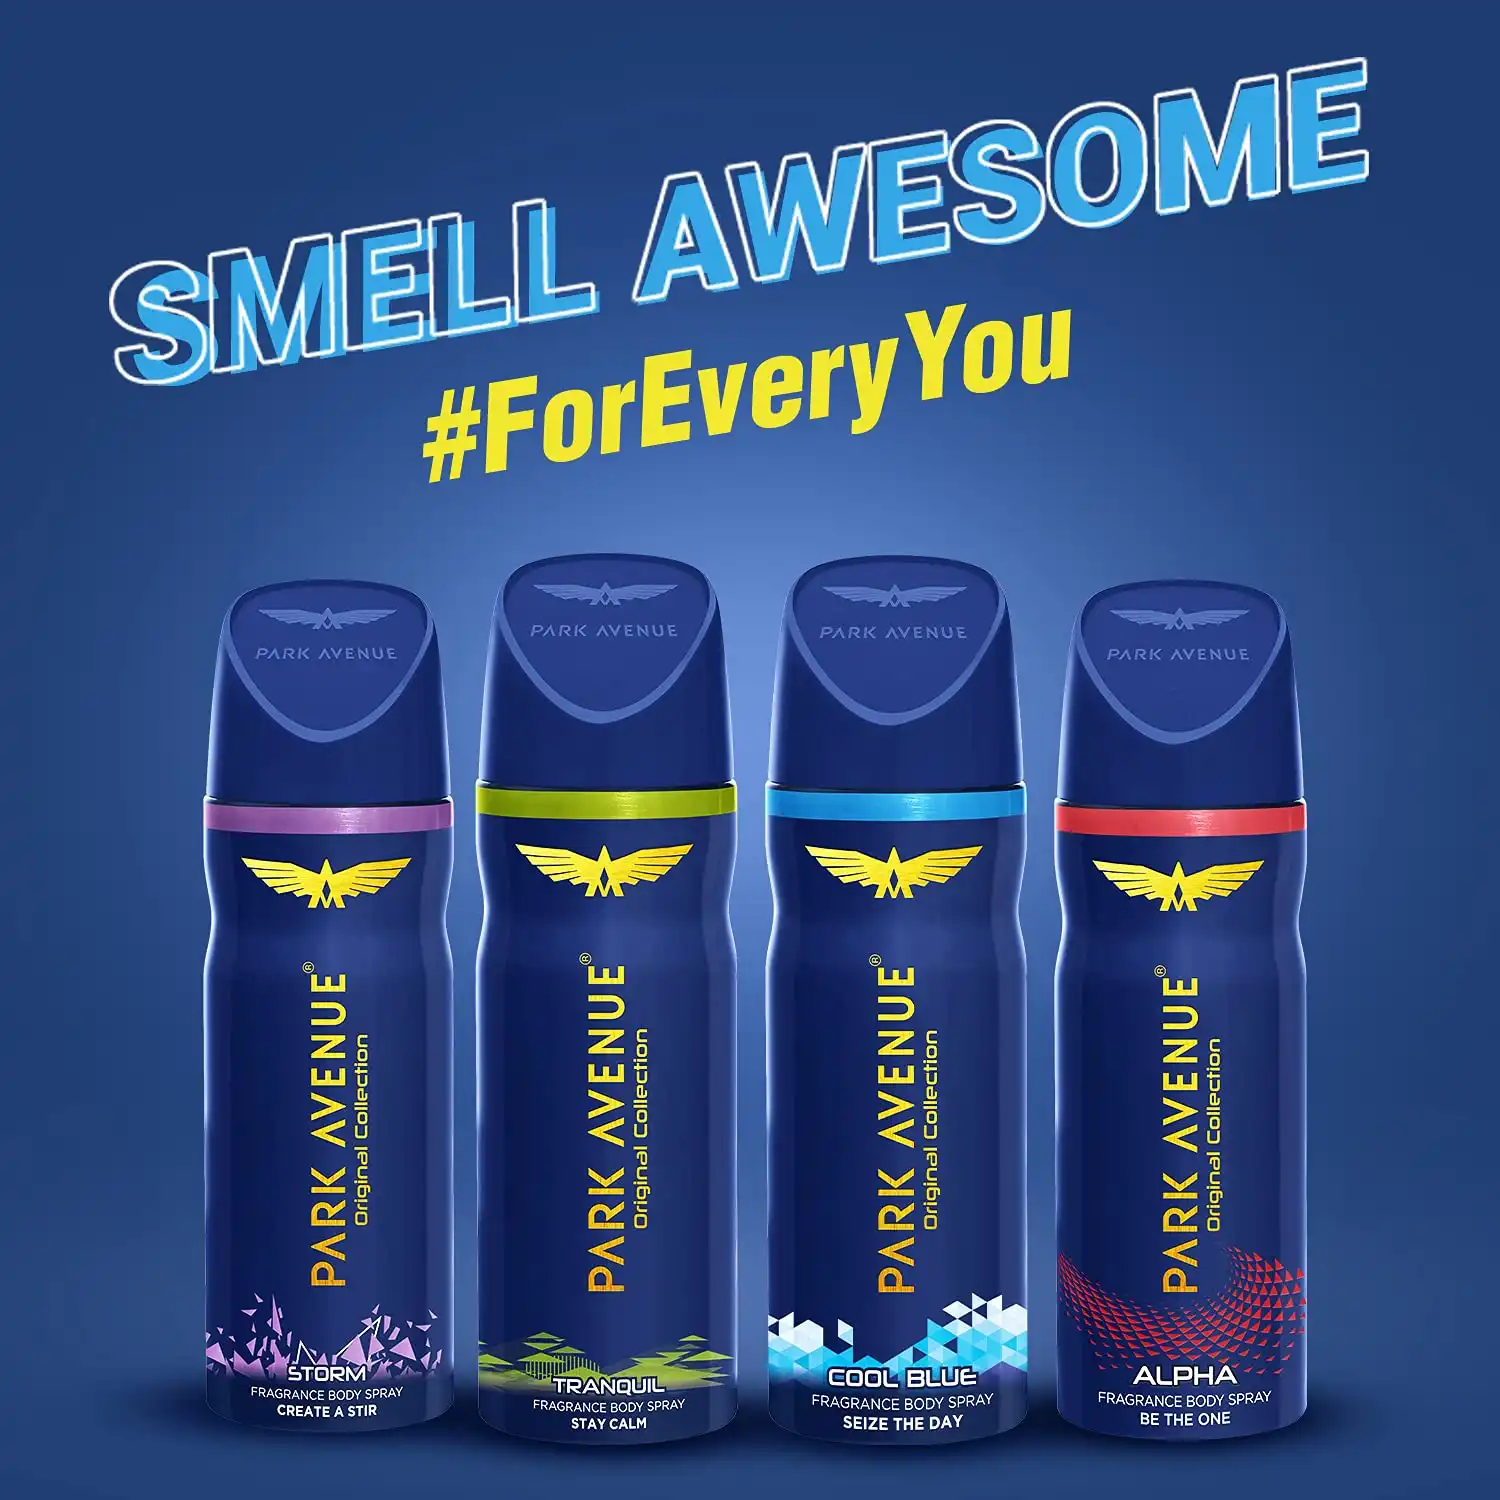 SMELL AWESOME
#ForEveryYou
PARK AVENUE
PARK AVENUE®
Original Collection
STORM
FRAGRANCE BODY SPRAY
CREATE A STIR
PARK AVENUE
PARK AVENUE®
Original Collection
TRANQUIL
FRAGRANCE BODY SPRAY
STAY CALM
PARK AVENUE
PARK AVENUE®
Original Collection
COOL BLUE
FRAGRANCE BODY SPRAY
SEIZE THE DAY
PARK AVENUE
PARK AVENUE®
Original Collection
ALPHA
FRAGRANCE BODY SPRAY
BE THE ONE